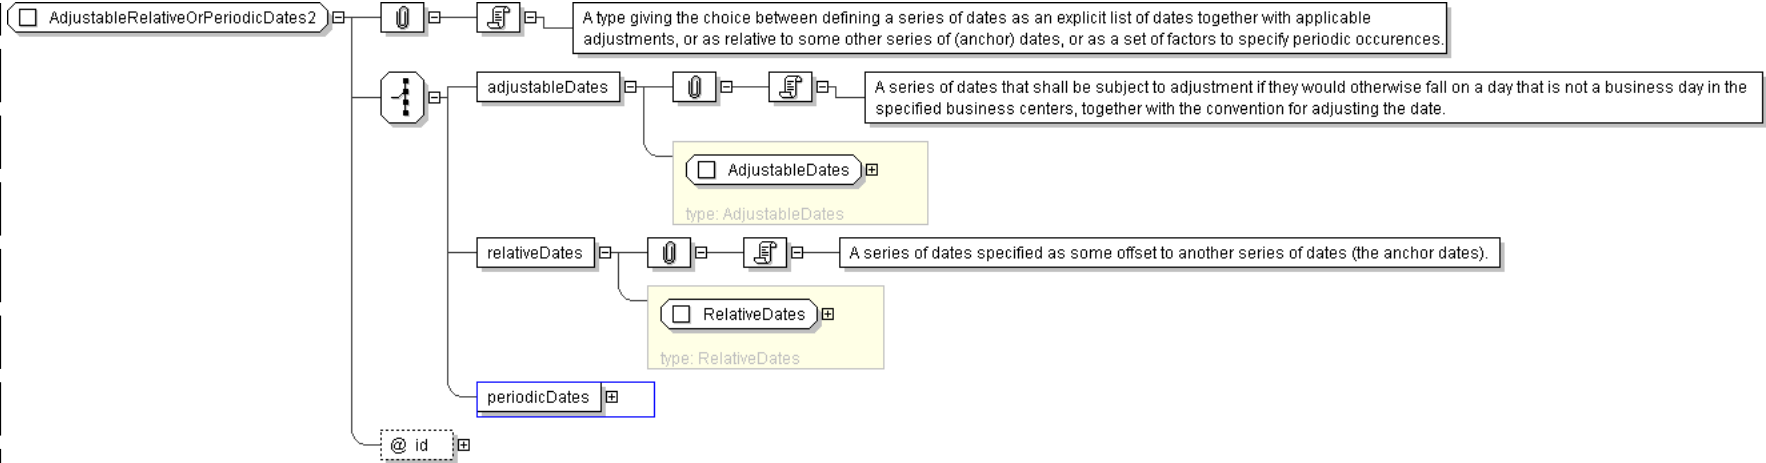 AdjustableRelativeOrPeriodicDates2
A type giving the choice between defining a series of dates as an explicit list of dates together with applicable
adjustments, or as relative to some other series of (anchor) dates, or as a set of factors to specify periodic occurences.
adjustableDates
A series of dates that shall be subject to adjustment if they would otherwise fall on a day that is not a business day in the
specified business centers, together with the convention for adjusting the date.
AdjustableDates
type: AdjustableDates
relativeDates
A series of dates specified as some offset to another series of dates (the anchor dates).
RelativeDates
type: RelativeDates
periodicDates
@ id